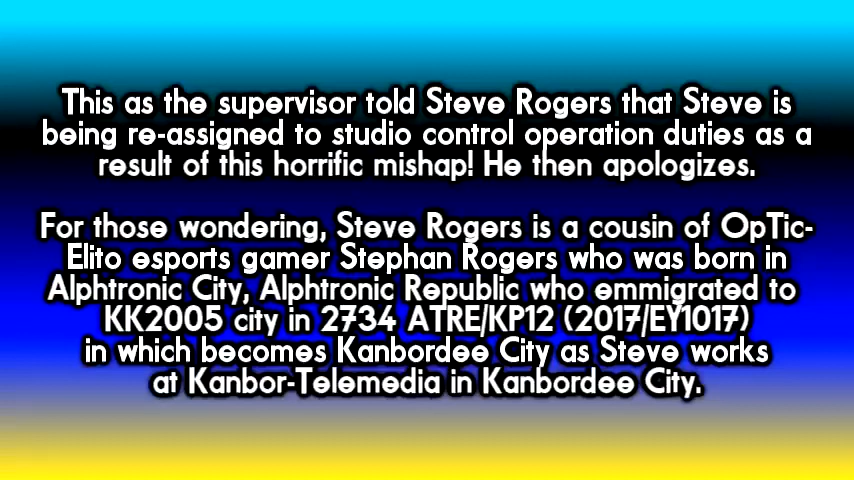 This as the supervisor told Steve Rogers that Steve is
being re-assigned to studio control operation duties as a
result of this horrific mishap! He then apologizes.
For those wondering, Steve Rogers is a cousin of OpTic-
Elito esports gamer Stephan Rogers who was born in
Alphtronic City, Alphtronic Republic who emmigrated to
KK2005 city in 2734 ATRE/KP12 (2017/EY1017)
in which becomes Kanbordee City as Steve works
at Kanbor-Telemedia in Kanbordee City.